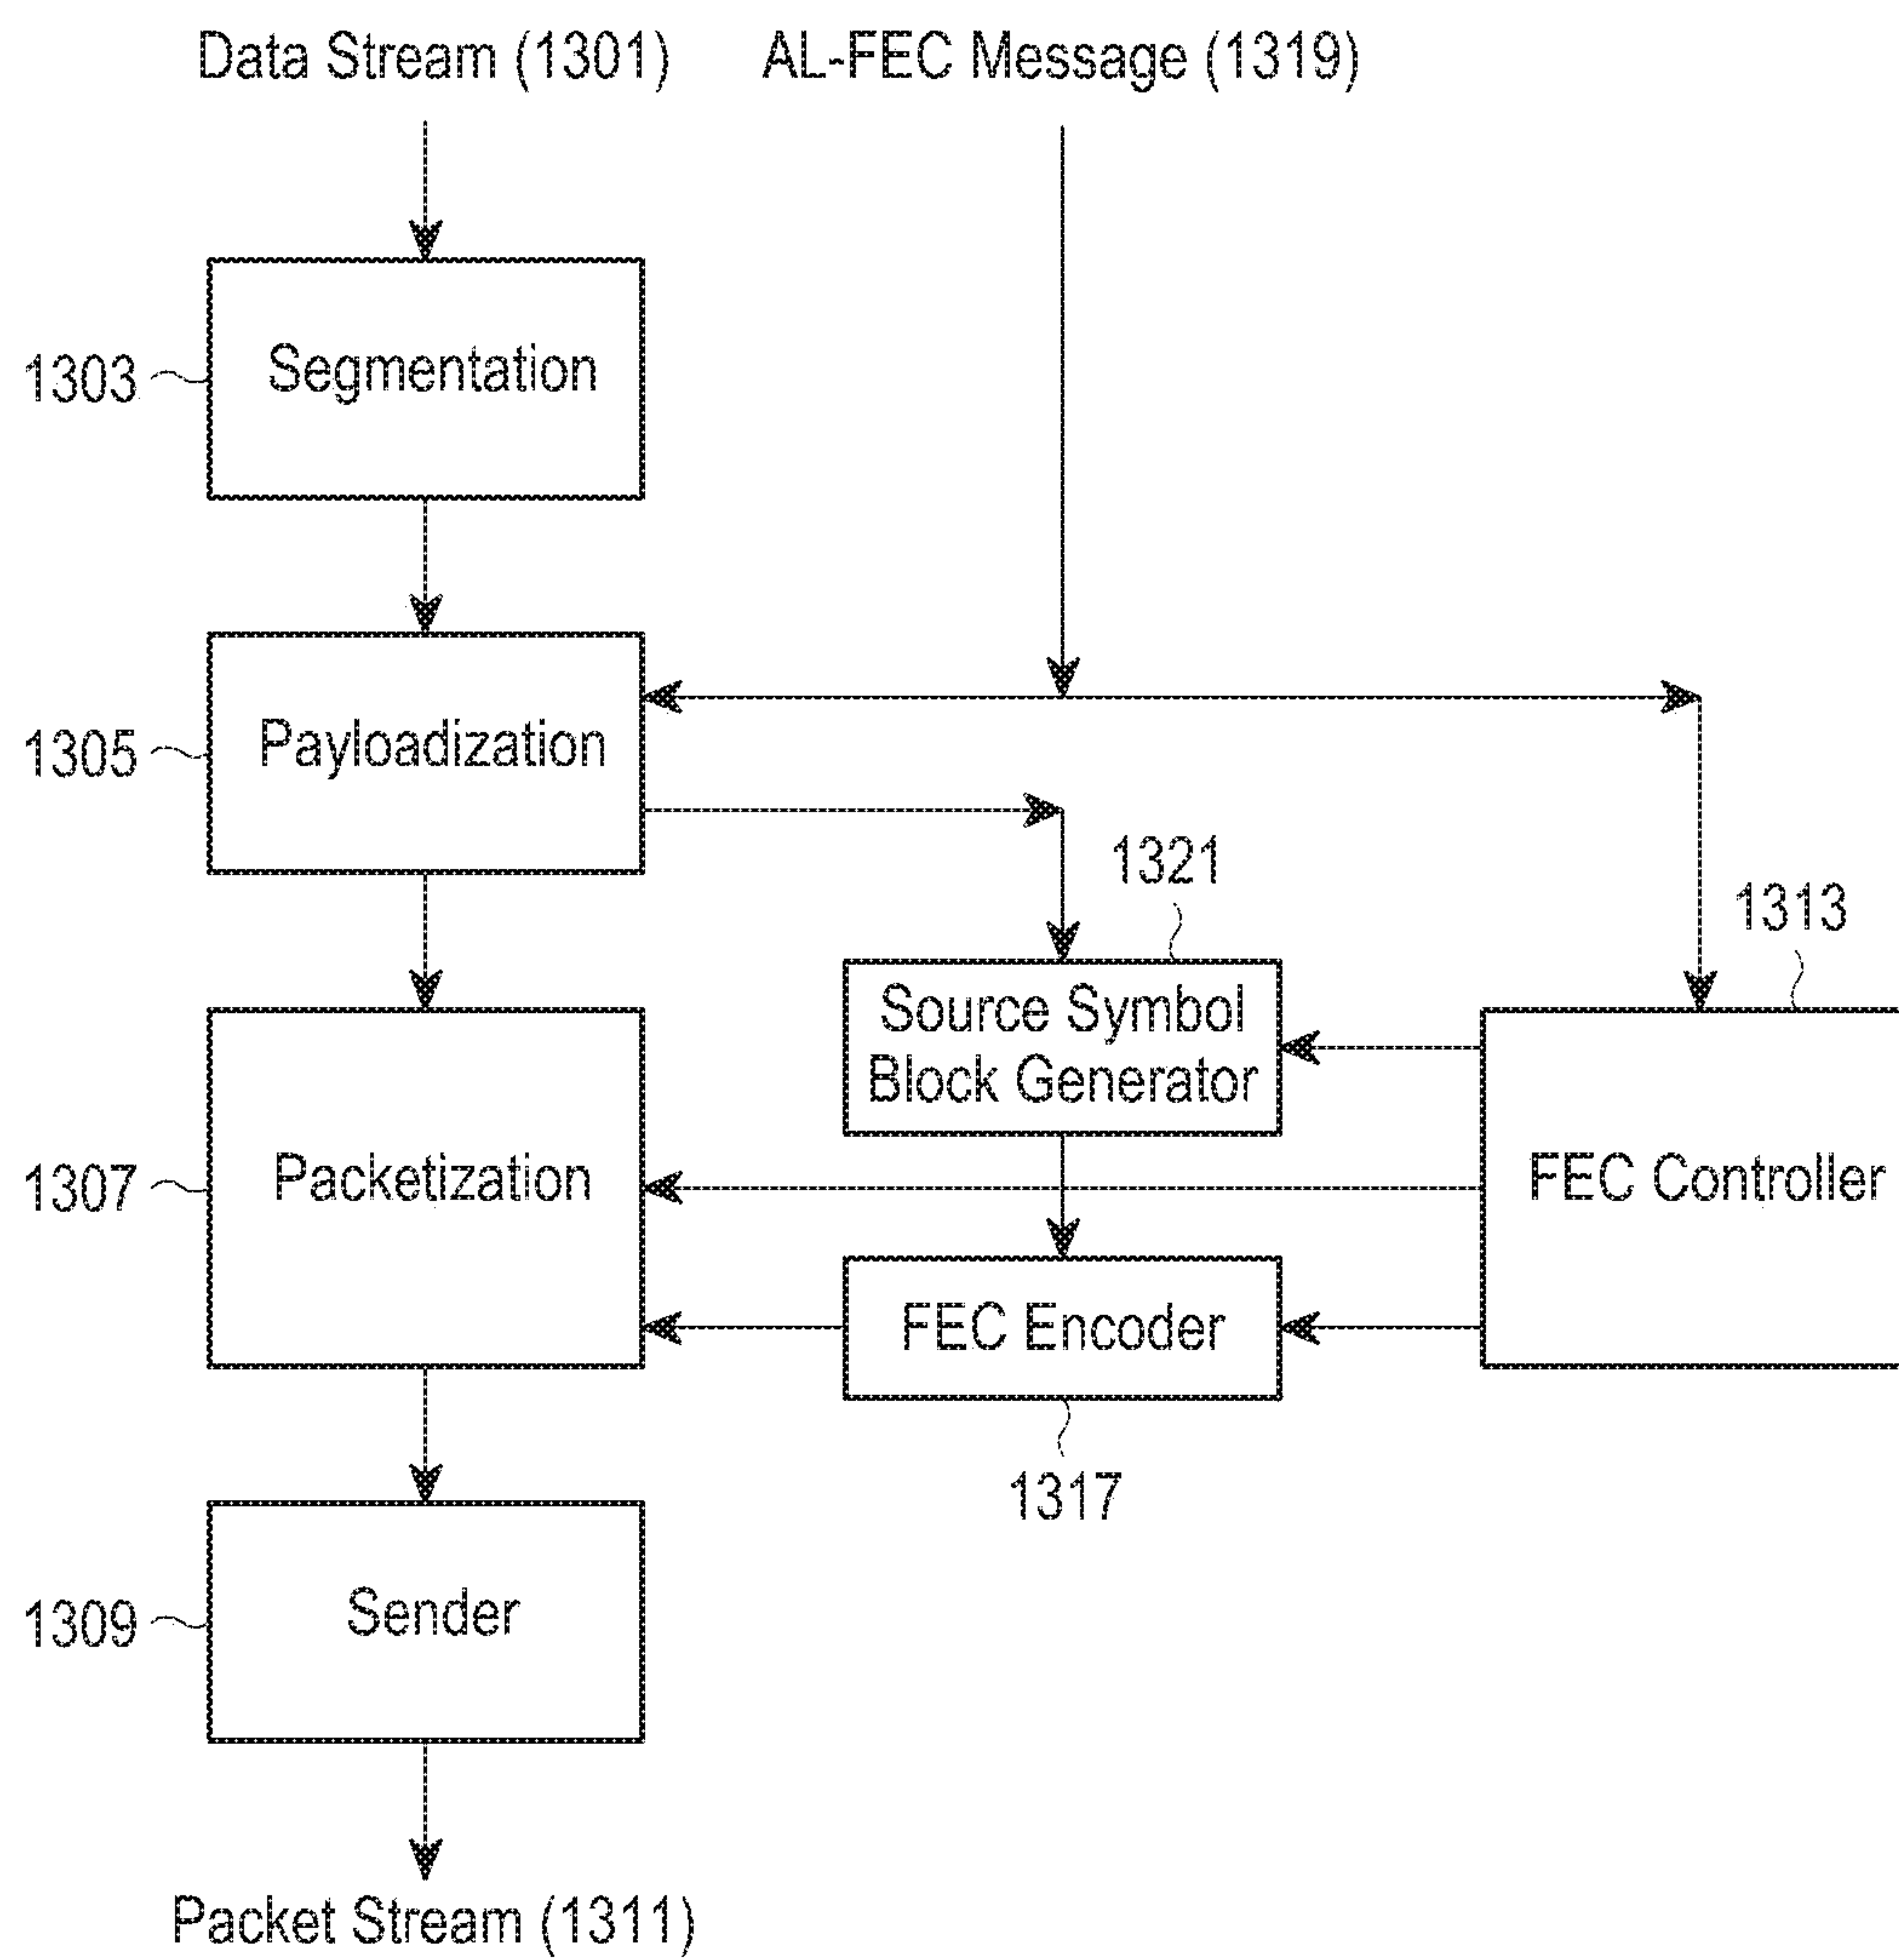 Data Stream (1301)
AL-FEC Message (1319)
1303
Segmentation
1305
Payloadization
1321
1313
Source Symbol
Block Generator
1307
Packetization
FEC Controller
FEC Encoder
1317
1309
Sender
Packet Stream (1311)